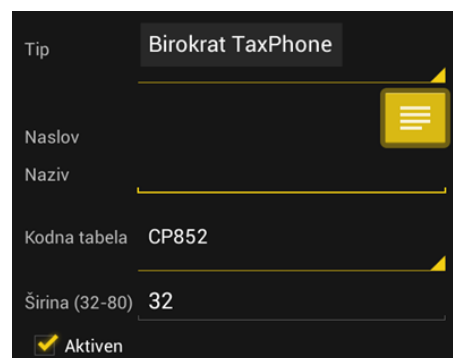 Tip Birokrat TaxPhone
Naslov
Naziv
Kodna tabela CP852
Širina (32-80) 32
Aktiven